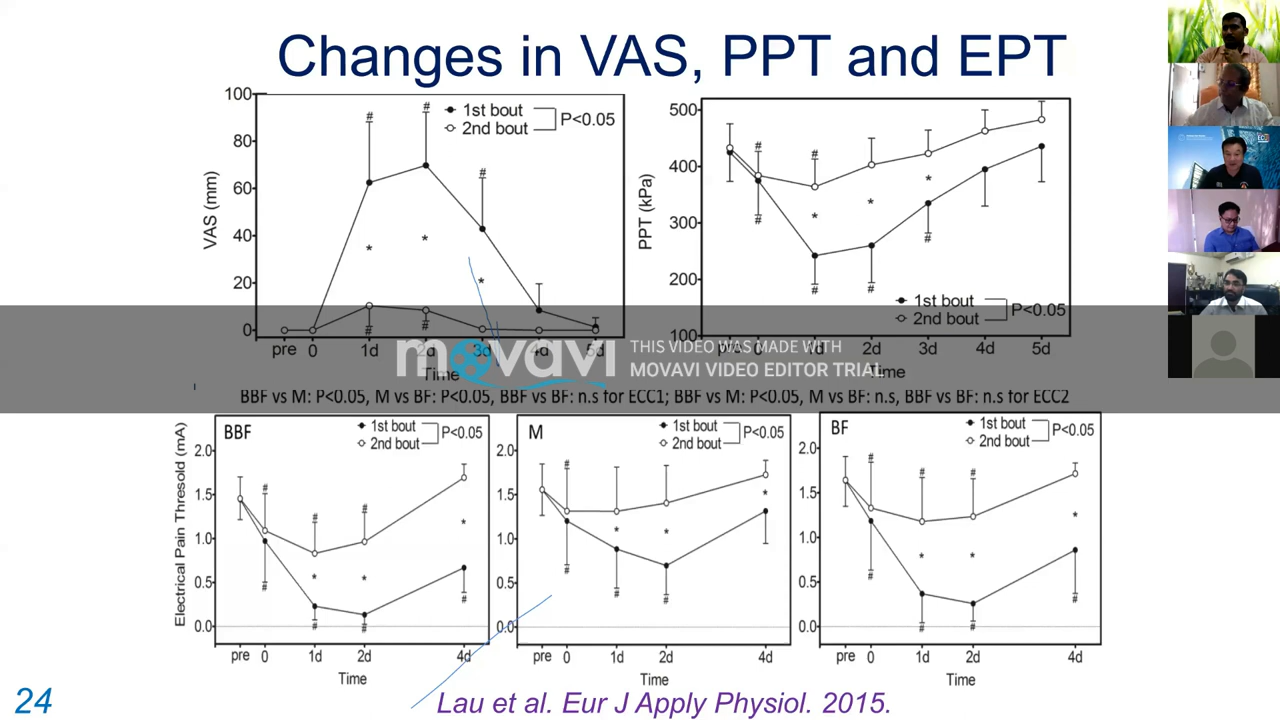 Changes in VAS, PPT and EPT
100
80
60
40
20
0
VAS (mm)
1st bout
2nd bout
P<0.05
#
#
#
*
*
*
#
#
pre 0 1d 2d 3d 4d 5d
Time
500
400
300
200
100
PPT (kPa)
#
#
*
*
*
#
#
#
#
1st bout
2nd bout
P<0.05
0 1d 2d 3d 4d 5d
Time
movavi
THIS VIDEO WAS MADE WITH
MOVAVI VIDEO EDITOR TRIAL
BBF vs M: P<0.05, M vs BF: P<0.05, BBF vs BF: n.s for ECC1; BBF vs M: P<0.05, M vs BF: n.s, BBF vs BF: n.s for ECC2
Electrical Pain Thresold (mA)
BBF
1st bout
2nd bout
P<0.05
2.0
1.5
1.0
0.5
0.0
#
#
#
*
*
*
#
#
#
#
pre 0 1d 2d 4d
Time
M
1st bout
2nd bout
P<0.05
2.0
1.5
1.0
0.5
0.0
#
*
*
*
#
#
#
pre 0 1d 2d 4d
Time
BF
1st bout
2nd bout
P<0.05
2.0
1.5
1.0
0.5
0.0
#
#
#
*
*
*
#
#
#
#
pre 0 1d 2d 4d
Time
24
Lau et al. Eur J Apply Physiol. 2015.